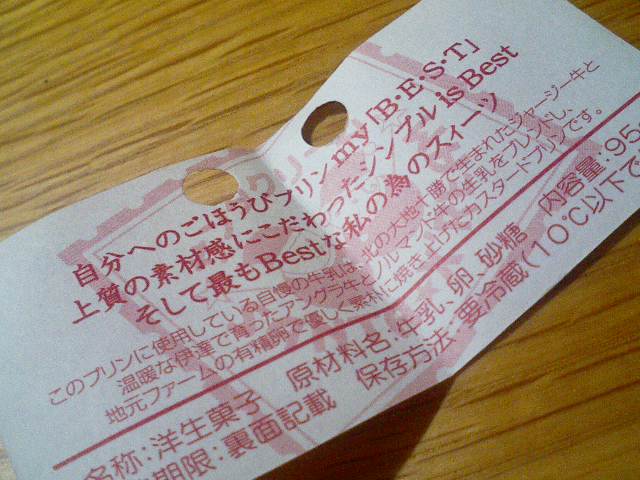 自分へのごほうびプリン my「B・E・S・T」
上質の素材感にこだわったシンプル is Best
そして最もBestな私の為のスイーツ
このプリンに使用している自慢の牛乳は、北の大地十勝で生まれたジャージー牛と
温暖な伊達で育ったアングラ牛とノルマンド牛の牛乳をブレンドし、
地元ファームの有精卵で優しく素朴に焼き上げたカスタードプリンです。
名称:洋生菓子 原材料名:牛乳、卵、砂糖 内容量:95
期限:裏面記載 保存方法:要冷蔵(10℃以下で